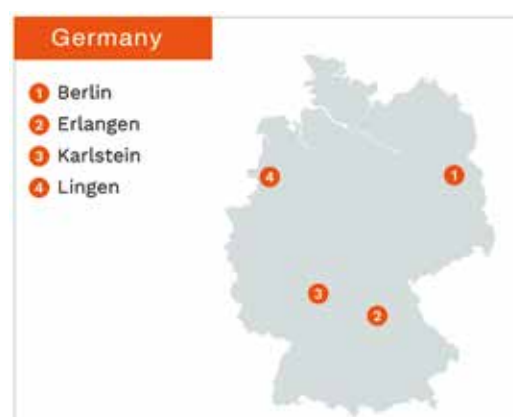 Germany
1 Berlin
2 Erlangen
3 Karlstein
4 Lingen
4
1
3
2